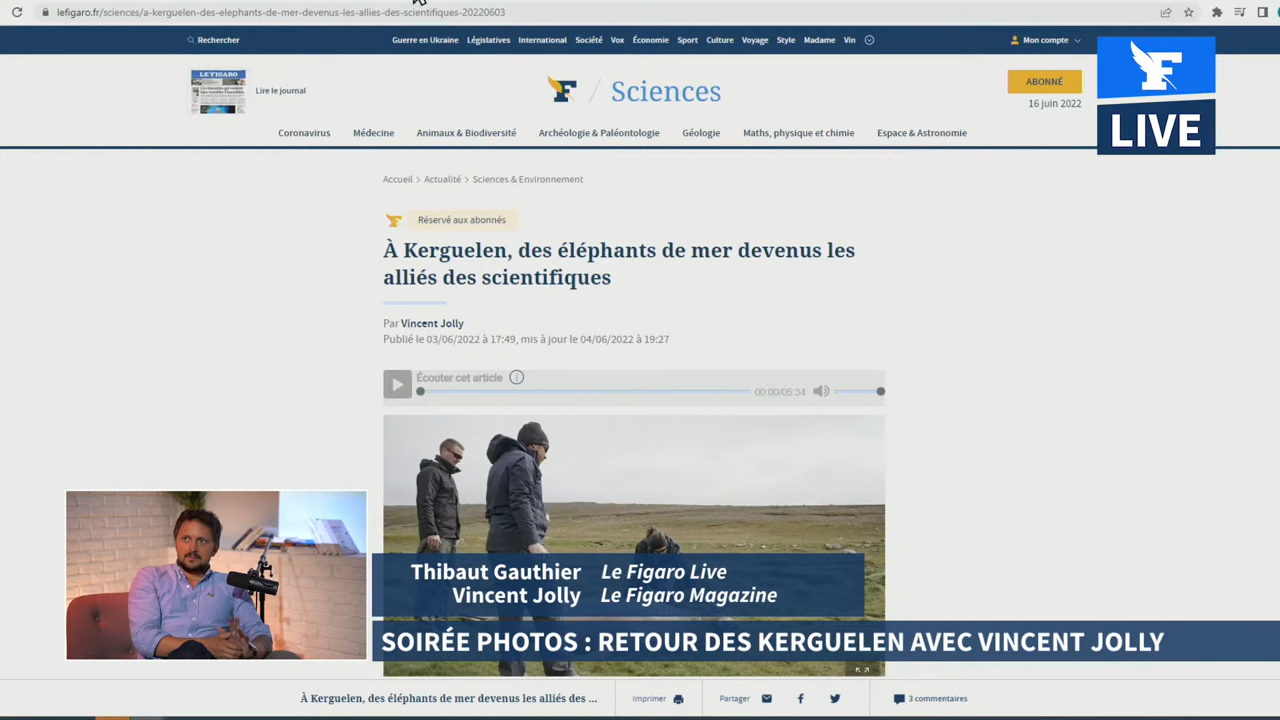 lefigaro.fr/sciences/a-kerguelen-des-elephants-de-mer-devenus-les-allies-des-scientifiques-20220603
Rechercher
Guerre en Ukraine Législatives International Société Vox Économie Sport Culture Voyage Style Madame Vin
Mon compte
LE FIGARO
Lire le journal
Sciences
ABONNÉ
16 juin 2022
LIVE
Coronavirus Médecine Animaux & Biodiversité Archéologie & Paléontologie Géologie Maths, physique et chimie Espace & Astronomie
Accueil > Actualité > Sciences & Environnement
Réservé aux abonnés
À Kerguelen, des éléphants de mer devenus les
alliés des scientifiques
Par Vincent Jolly
Publié le 03/06/2022 à 17:49, mis à jour le 04/06/2022 à 19:27
Écouter cet article
00:00/05:34
Thibaut Gauthier Le Figaro Live
Vincent Jolly Le Figaro Magazine
SOIRÉE PHOTOS : RETOUR DES KERGUELEN AVEC VINCENT JOLLY
À Kerguelen, des éléphants de mer devenus les alliés des ...
Imprimer
Partager
3 commentaires